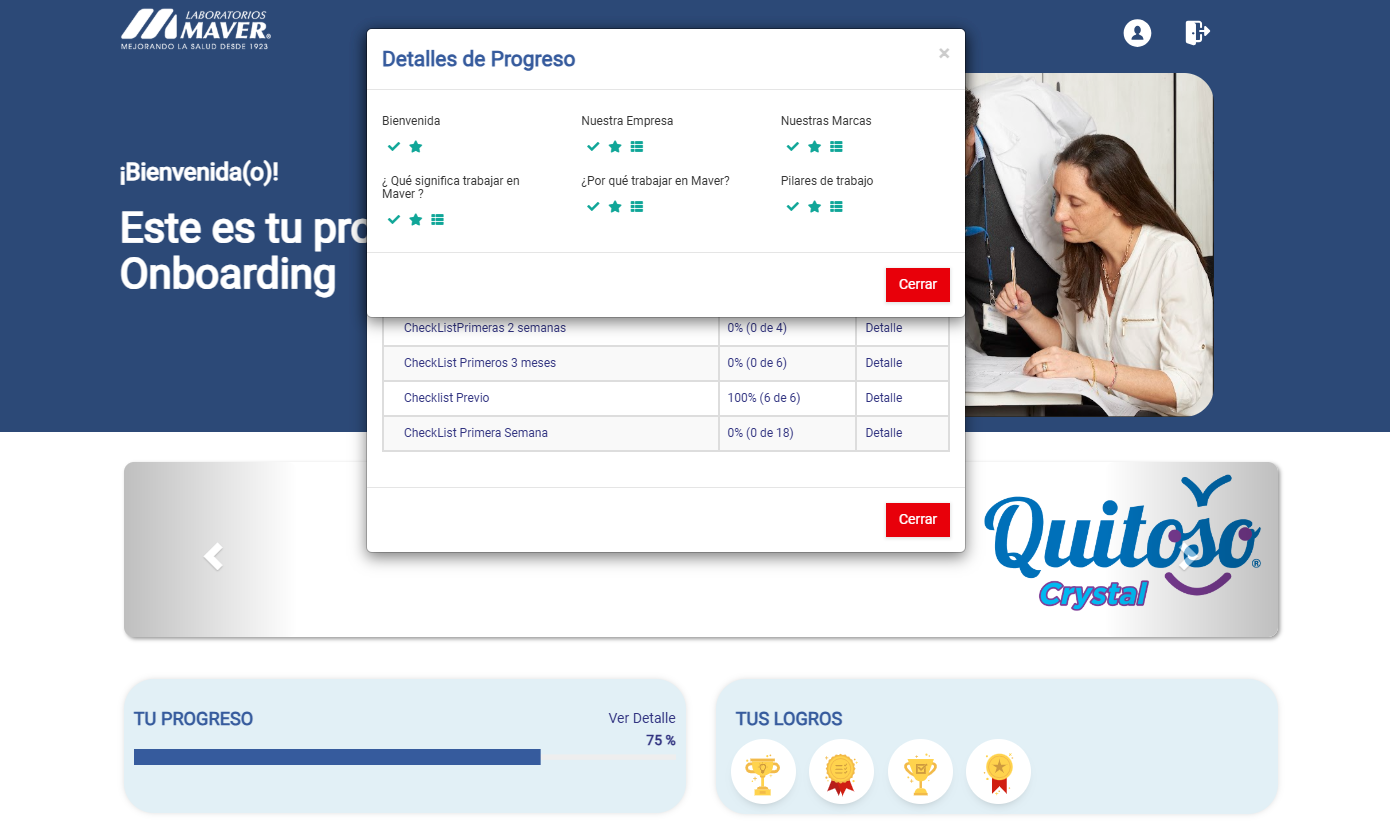 LABORATORIOS
MAVER®
MEJORANDO LA SALUD DESDE 1923
Detalles de Progreso
×
Bienvenida
Nuestra Empresa
Nuestras Marcas
¿ Qué significa trabajar en
Maver ?
¿Por qué trabajar en Maver?
Pilares de trabajo
Cerrar
¡Bienvenida(o)!
Este es tu pro
Onboarding
CheckListPrimeras 2 semanas 0% (0 de 4) Detalle
CheckList Primeros 3 meses 0% (0 de 6) Detalle
Checklist Previo 100% (6 de 6) Detalle
CheckList Primera Semana 0% (0 de 18) Detalle
Cerrar
Quitoso®
Crystal
TU PROGRESO
Ver Detalle
75 %
TUS LOGROS